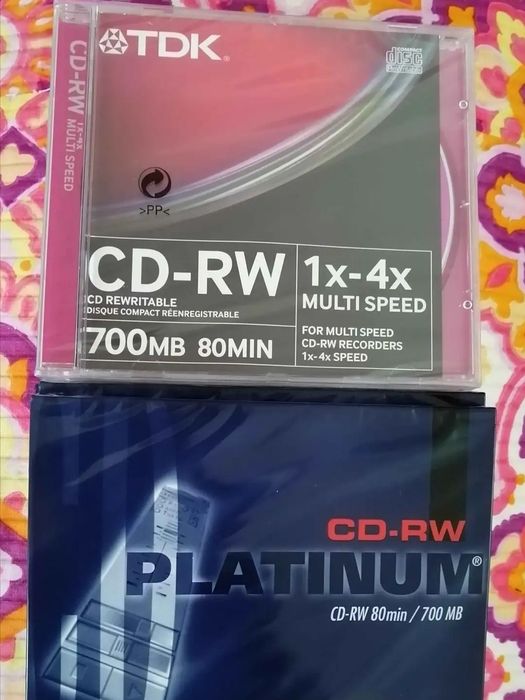 TDK
COMPACT
disc
ReWritable
CD-RW
1x-4x
MULTI SPEED
>PP<
CD-RW
CD REWRITABLE
DISQUE COMPACT RÉENREGISTRABLE
700MB 80MIN
1x-4x
MULTI SPEED
FOR MULTI SPEED
CD-RW RECORDERS
1x-4x SPEED
CD-RW
PLATINUM®
CD-RW 80min / 700 MB